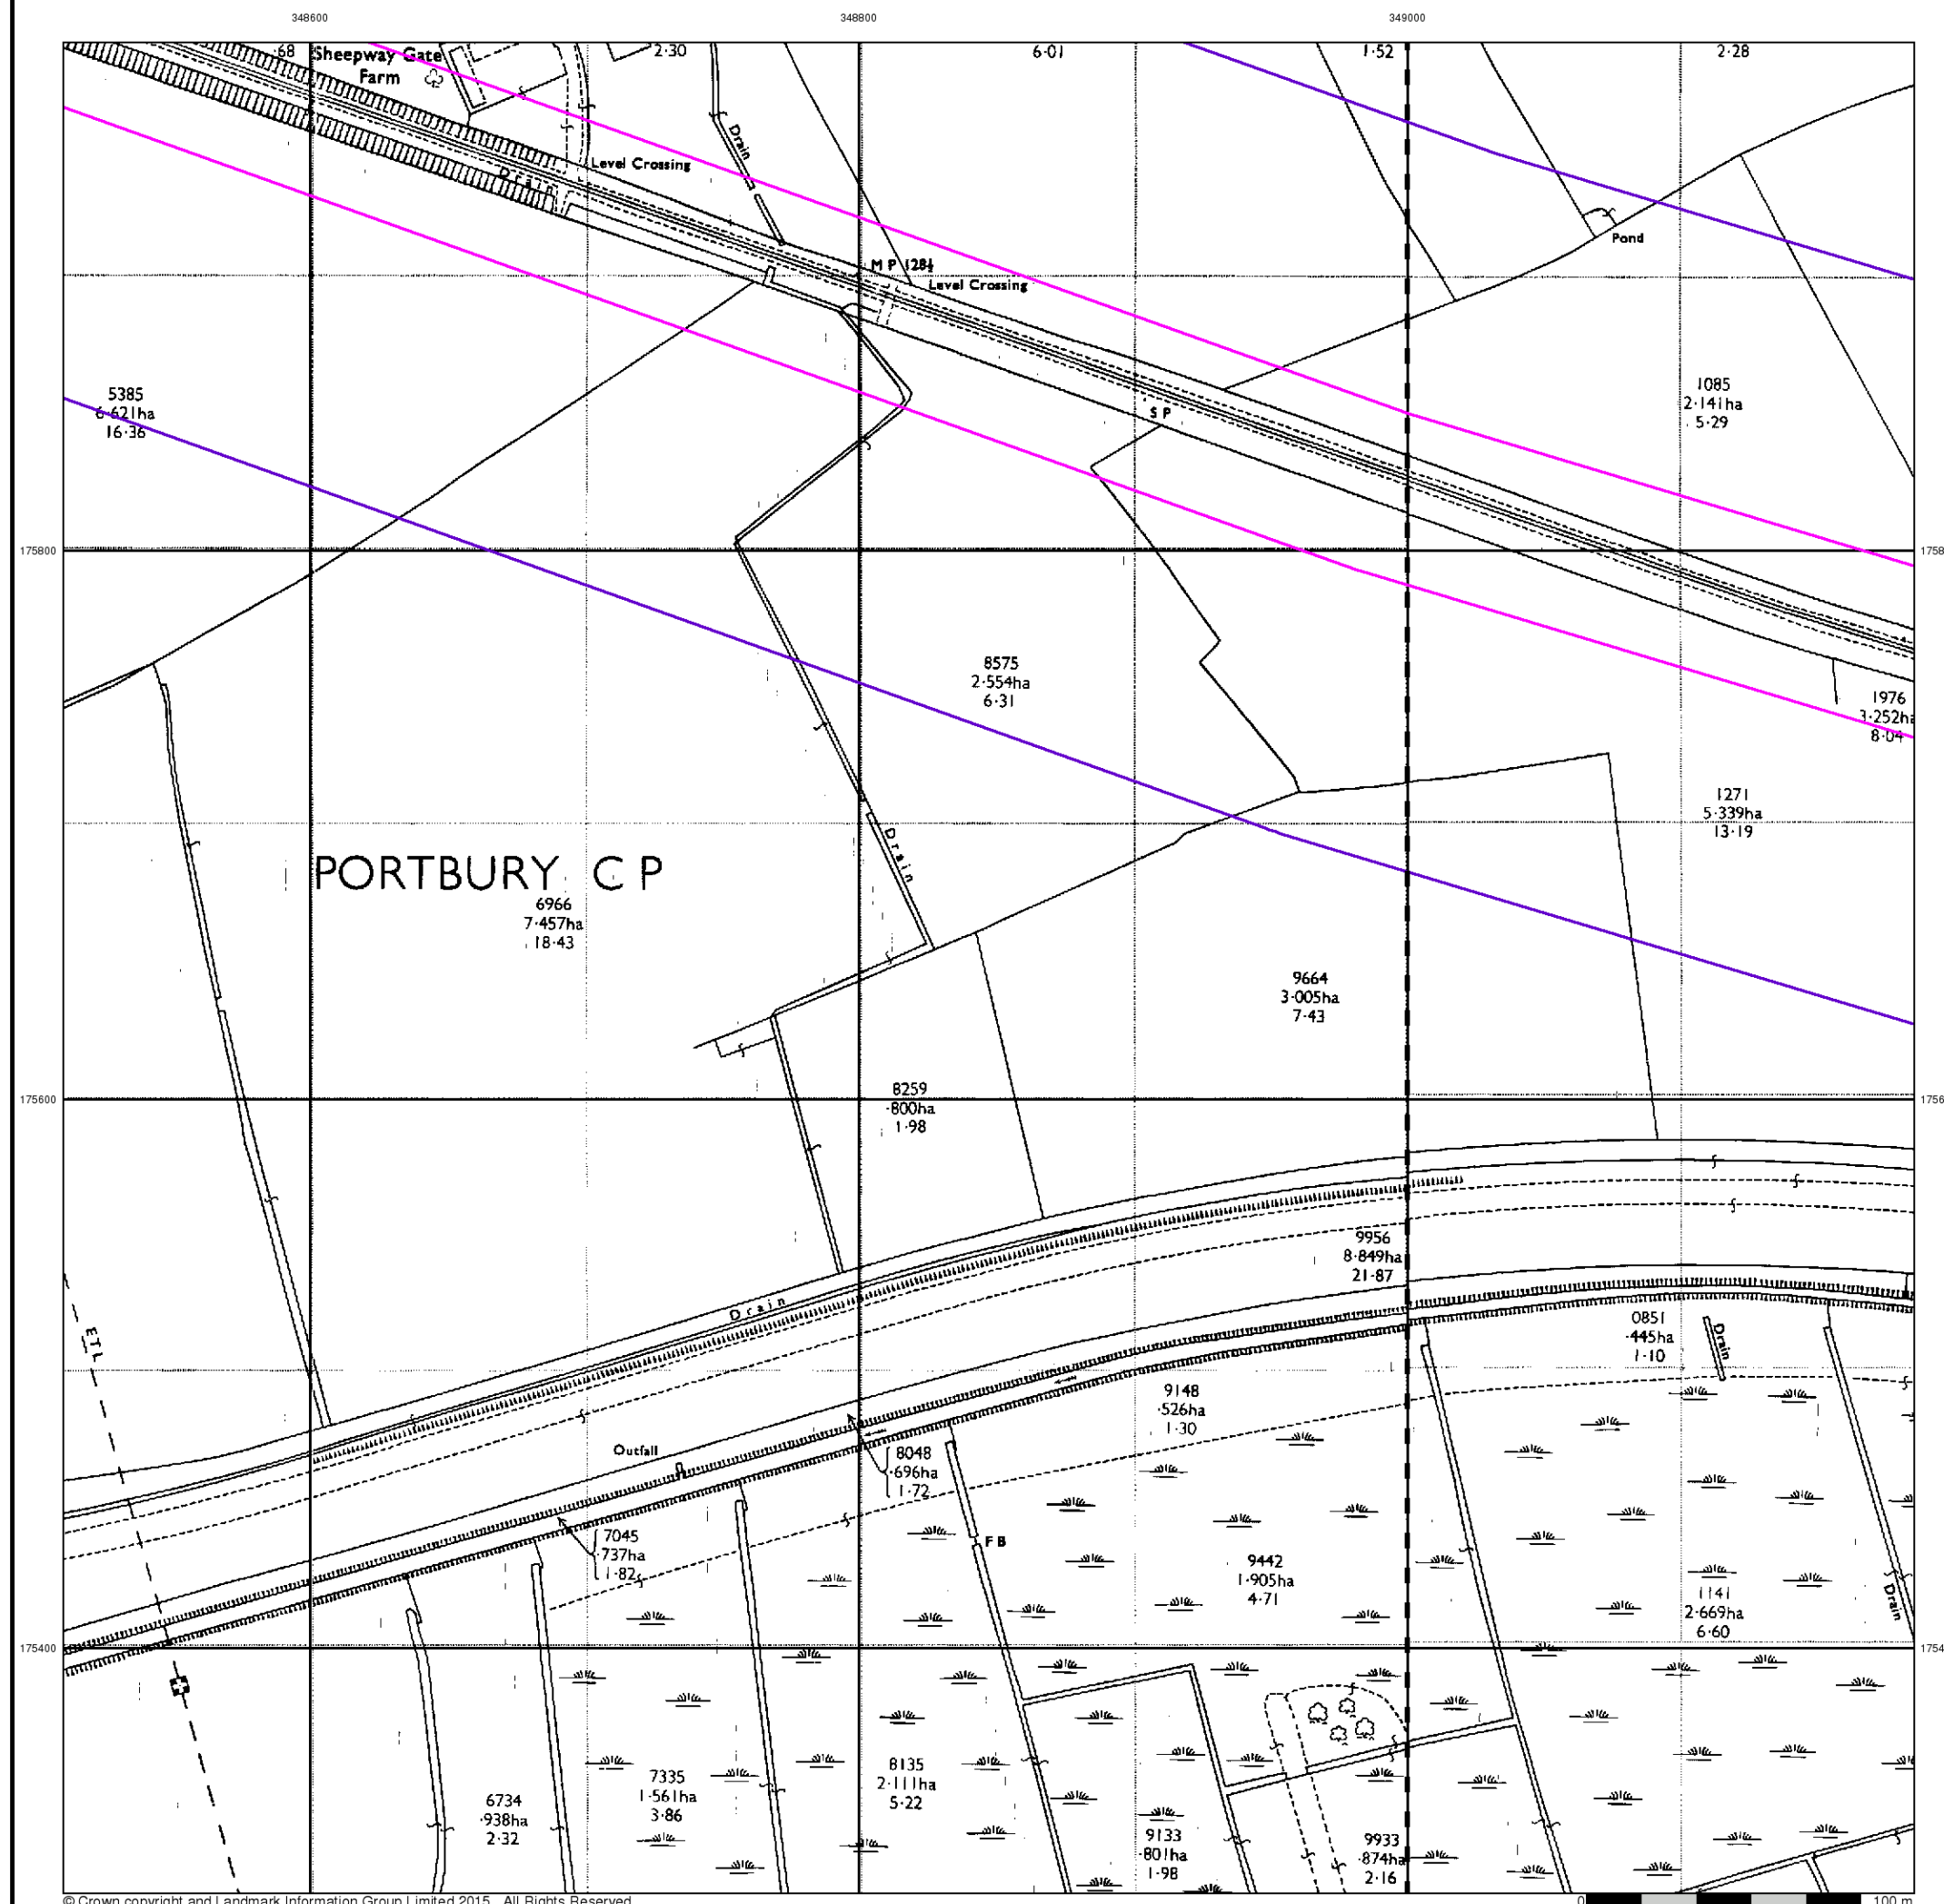 348600 348800 349000
·68 Sheepway Gate
Farm
2·30
6·01
1·52
2·28
Level Crossing
Drain
Drain
Pond
M P 128½
Level Crossing
S P
5385
6·621ha
16·36
1085
2·141ha
5·29
175800
1758
8575
2·554ha
6·31
1976
3·252ha
8·04
1271
5·339ha
13·19
PORTBURY C P
Drain
6966
7·457ha
18·43
9664
3·005ha
7·43
8259
·800ha
1·98
175600
1756
9956
8·849ha
21·87
Drain
ETL
0851
·445ha
1·10
Drain
9148
·526ha
1·30
Outfall
8048
·696ha
1·72
7045
·737ha
1·82
F B
9442
1·905ha
4·71
1141
2·669ha
6·60
Drain
175400
1754
6734
·938ha
2·32
7335
1·561ha
3·86
8135
2·111ha
5·22
9133
·801ha
1·98
9933
·874ha
2·16
© Crown copyright and Landmark Information Group Limited 2015. All Rights Reserved.
0 100 m